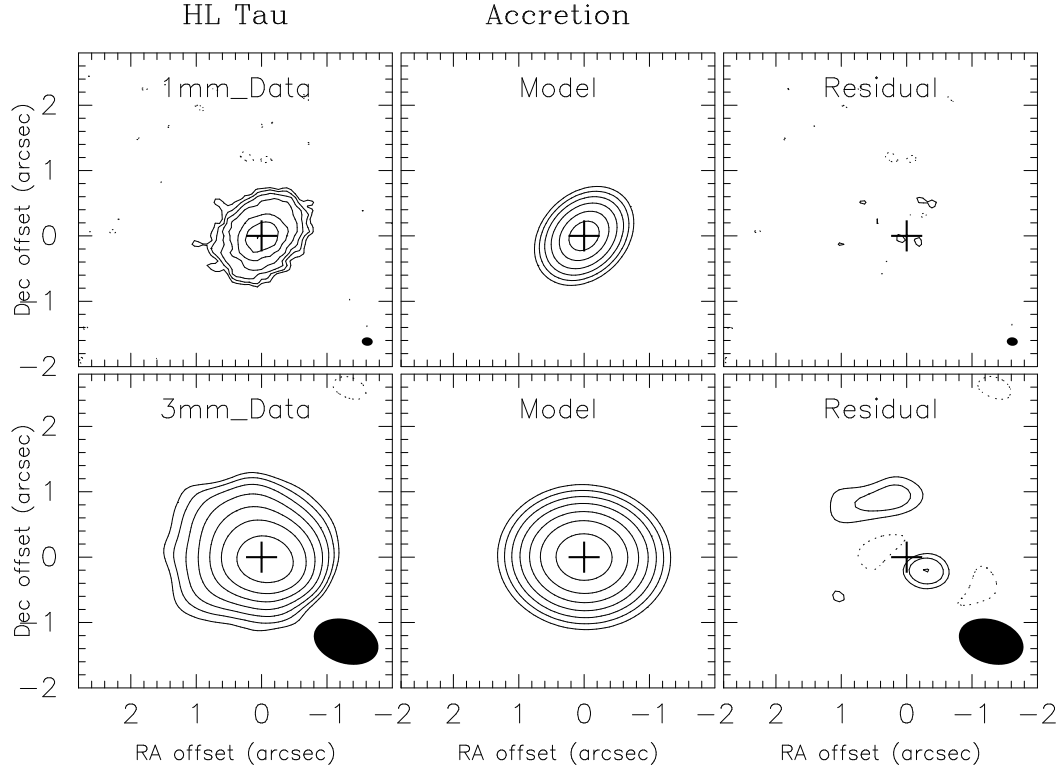 HL Tau Accretion
1mm_Data Model Residual
2
1
0
−1
−2
Dec offset (arcsec)
3mm_Data Model Residual
2
1
0
−1
−2
Dec offset (arcsec)
2 1 0 −1 −2 2 1 0 −1 −2 2 1 0 −1 −2
RA offset (arcsec) RA offset (arcsec) RA offset (arcsec)